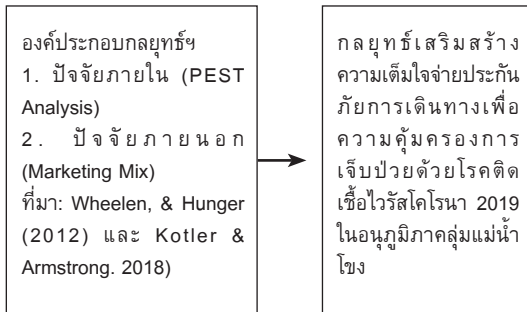 องค์ประกอบกลยุทธ์ฯ
1. ปัจจัยภายใน (PEST
Analysis)
2. ปัจจัยภายนอก
(Marketing Mix)
ที่มา: Wheelen, & Hunger
(2012) และ Kotler &
Armstrong. 2018)
กลยุทธ์เสริมสร้าง
ความเต็มใจจ่ายประกัน
ภัยการเดินทางเพื่อ
ความคุ้มครองการ
เจ็บป่วยด้วยโรคติด
เชื้อไวรัสโคโรนา 2019
ในอนุภูมิภาคลุ่มแม่น้ำ
โขง